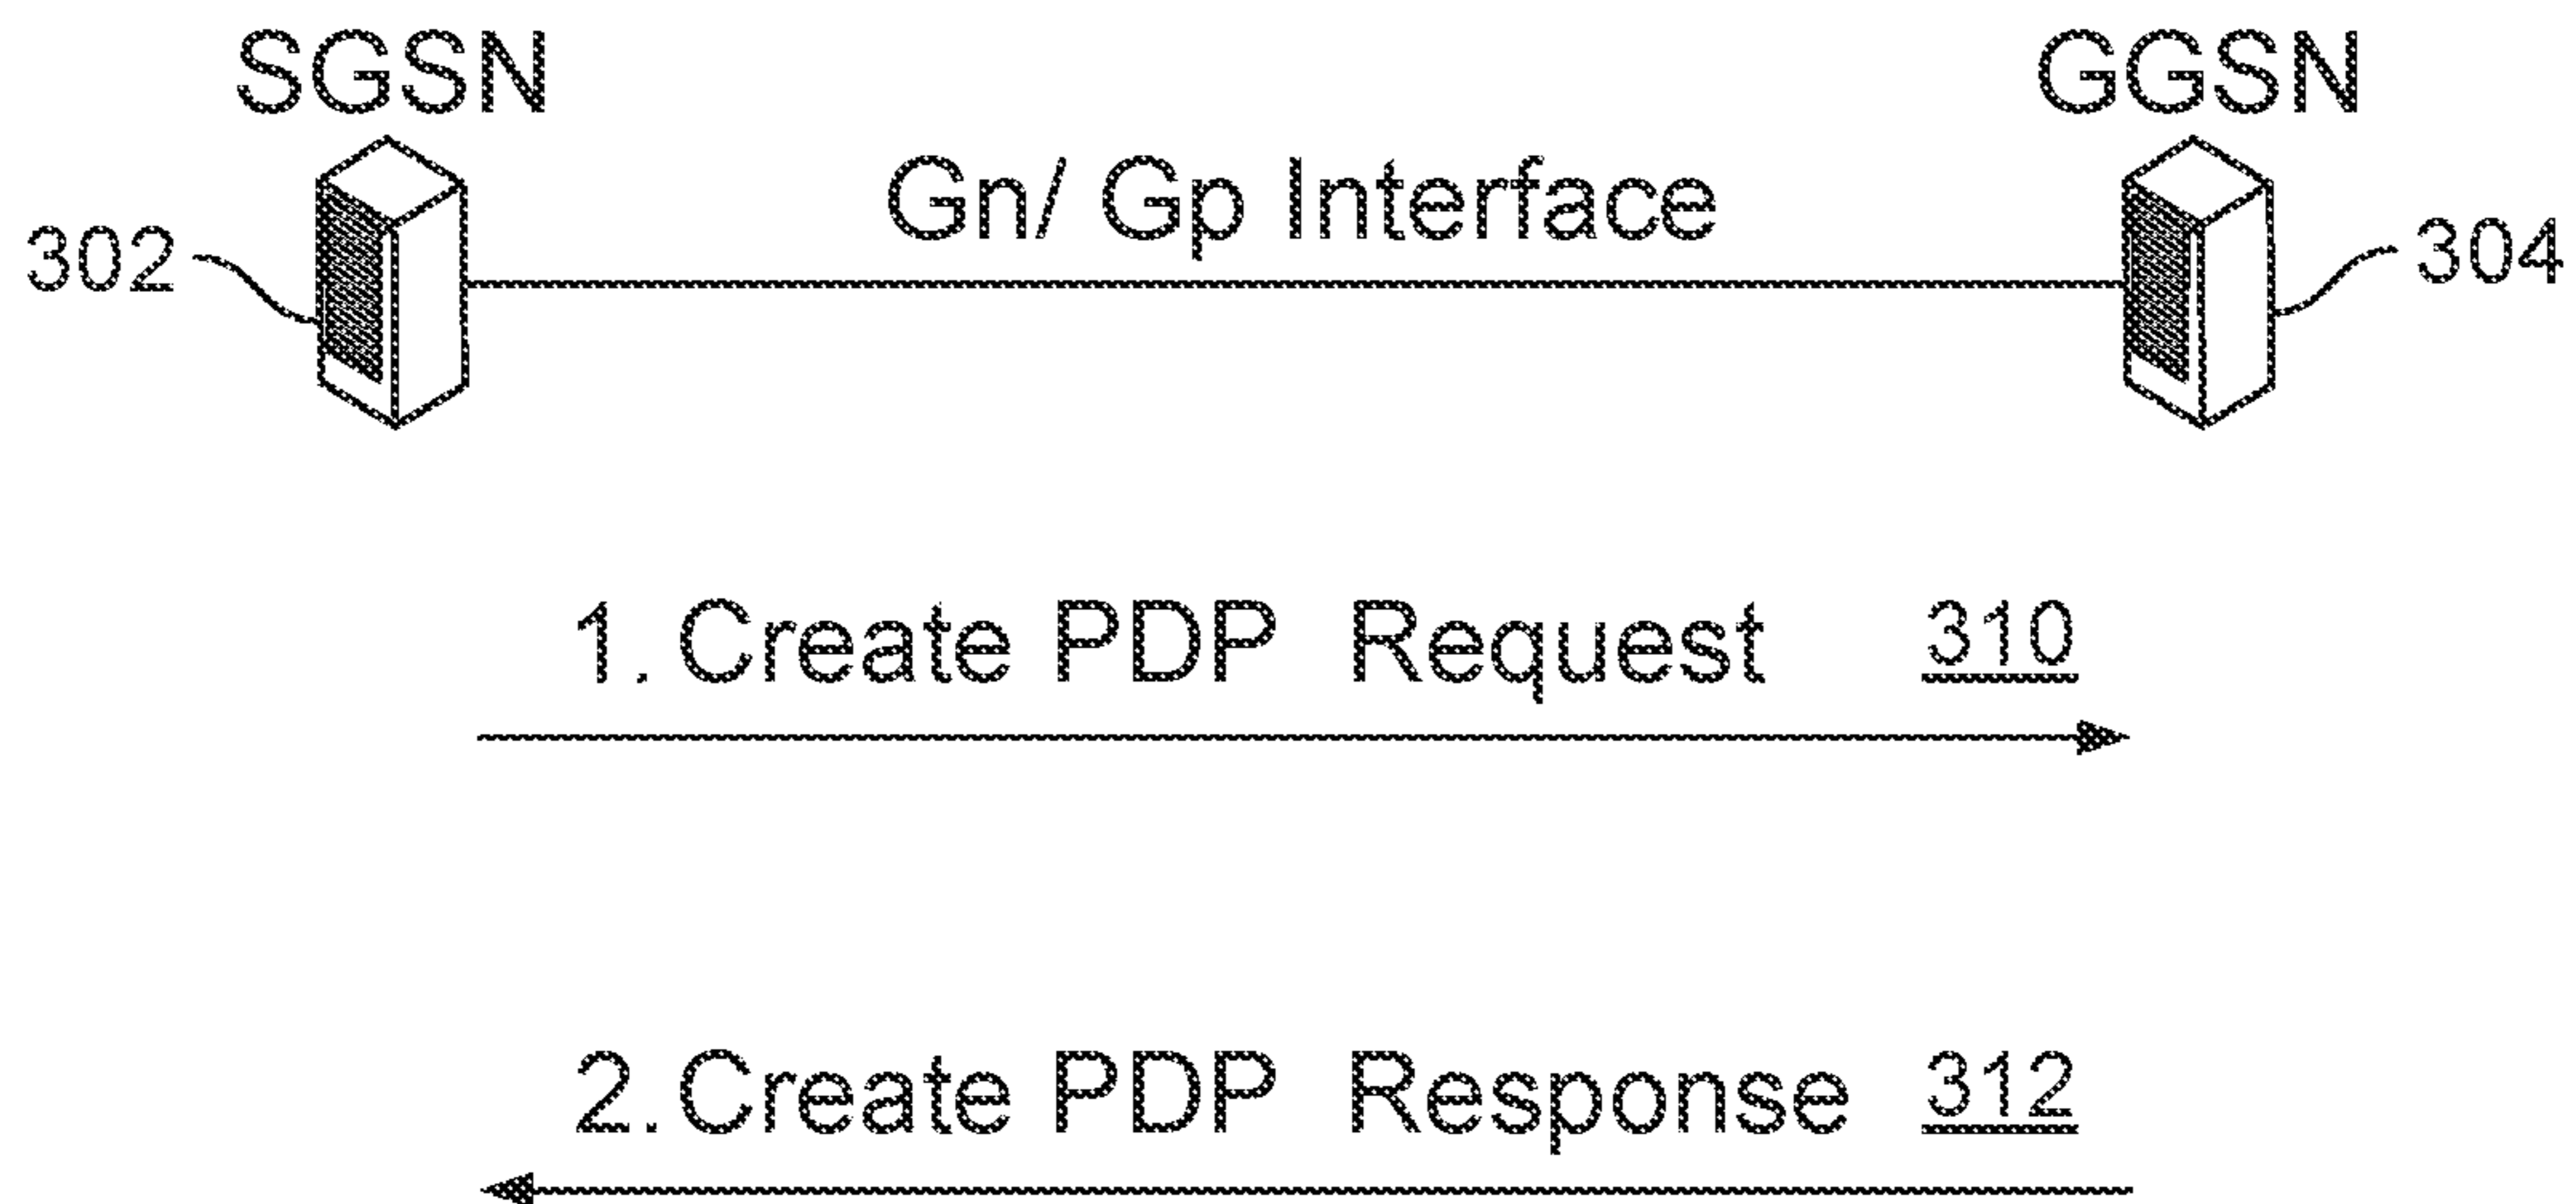 SGSN
GGSN
Gn/ Gp Interface
302
304
1. Create PDP Request 310
2. Create PDP Response 312